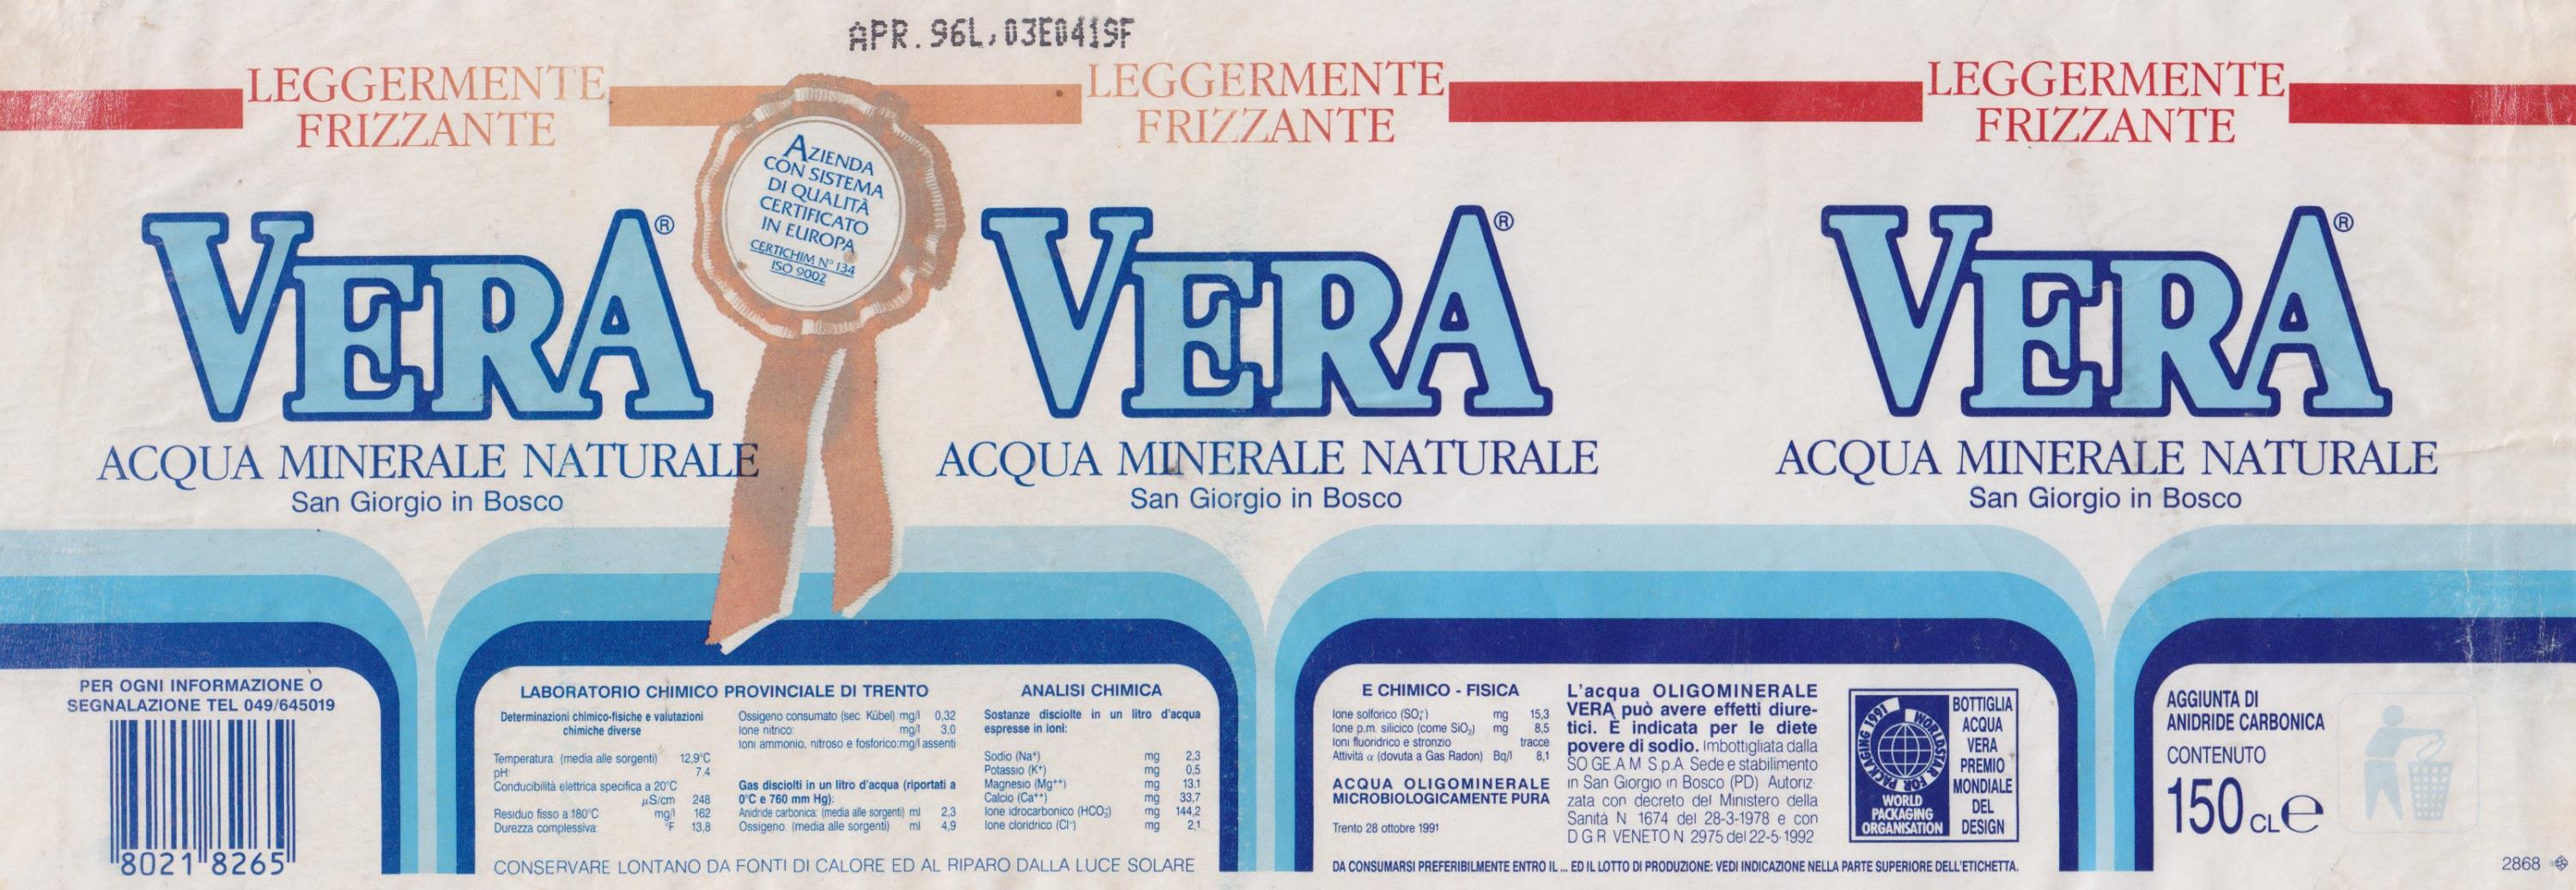 APR. 96L,03E0419F
LEGGERMENTE
FRIZZANTE
LEGGERMENTE
FRIZZANTE
LEGGERMENTE
FRIZZANTE
AZIENDA
CON SISTEMA
DI QUALITÀ
CERTIFICATO
IN EUROPA
CERTICHIM N° 134
ISO 9002
VERA®
ACQUA MINERALE NATURALE
San Giorgio in Bosco
VERA®
ACQUA MINERALE NATURALE
San Giorgio in Bosco
VERA®
ACQUA MINERALE NATURALE
San Giorgio in Bosco
PER OGNI INFORMAZIONE O
SEGNALAZIONE TEL 049/645019
80218265
LABORATORIO CHIMICO PROVINCIALE DI TRENTO
Determinazioni chimico-fisiche e valutazioni
chimiche diverse
Temperatura: (media alle sorgenti) 12,9°C
pH: 7.4
Conducibilità elettrica specifica a 20°C
µS/cm 248
Residuo fisso a 180°C mg/l 162
Durezza complessiva: °F 13,8
Ossigeno consumato (sec. Kübel) mg/l 0,32
Ione nitrico: mg/l 3,0
Ioni ammonio, nitroso e fosforico:mg/l assenti
Gas disciolti in un litro d'acqua (riportati a
0°C e 760 mm Hg):
Anidride carbonica: (media alle sorgenti) ml 2,3
Ossigeno (media alle sorgenti) ml 4,9
ANALISI CHIMICA
Sostanze disciolte in un litro d'acqua
espresse in ioni:
Sodio (Na⁺) mg 2,3
Potassio (K⁺) mg 0,5
Magnesio (Mg⁺⁺) mg 13,1
Calcio (Ca⁺⁺) mg 33,7
Ione idrocarbonico (HCO₃⁻) mg 144,2
Ione cloridrico (Cl⁻) mg 2,1
CONSERVARE LONTANO DA FONTI DI CALORE ED AL RIPARO DALLA LUCE SOLARE
E CHIMICO - FISICA
Ione solforico (SO₄⁻) mg 15,3
Ione p.m. silicico (come SiO₂) mg 8,5
Ioni fluoridrico e stronzio tracce
Attività α (dovuta a Gas Radon) Bq/l 8,1
ACQUA OLIGOMINERALE
MICROBIOLOGICAMENTE PURA
Trento 28 ottobre 1991
L'acqua OLIGOMINERALE
VERA può avere effetti diure-
tici. È indicata per le diete
povere di sodio. Imbottigliata dalla
SO.GE.A.M. S.p.A. Sede e stabilimento
in San Giorgio in Bosco (PD) Autoriz-
zata con decreto del Ministero della
Sanità N. 1674 del 28-3-1978 e con
D.G.R. VENETO N. 2975 del 22-5-1992
WORLDSTAR FOR PACKAGING 1991
WORLD
PACKAGING
ORGANISATION
BOTTIGLIA
ACQUA
VERA
PREMIO
MONDIALE
DEL
DESIGN
DA CONSUMARSI PREFERIBILMENTE ENTRO IL ... ED IL LOTTO DI PRODUZIONE: VEDI INDICAZIONE NELLA PARTE SUPERIORE DELL'ETICHETTA.
AGGIUNTA DI
ANIDRIDE CARBONICA
CONTENUTO
150 CL e
2868